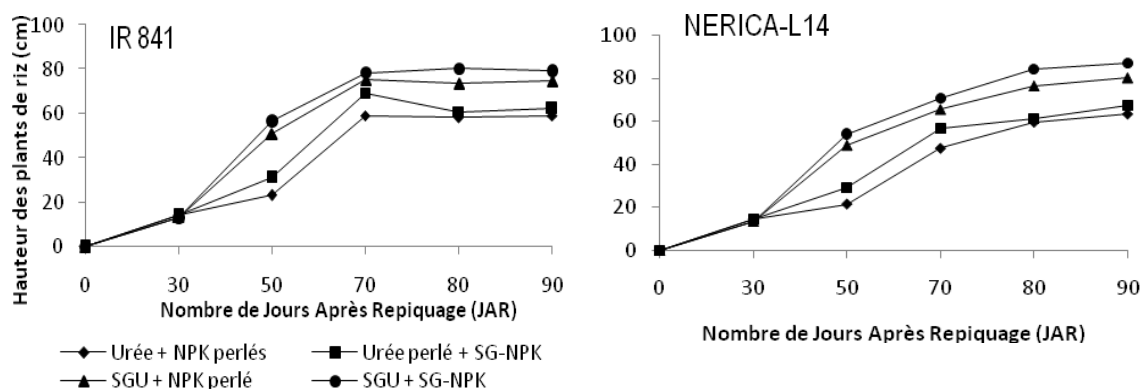 IR 841
Hauteur des plants de riz (cm)
100
80
60
40
20
0
0 30 50 70 80 90
Nombre de Jours Après Repiquage (JAR)
NERICA-L14
100
80
60
40
20
0
0 30 50 70 80 90
Nombre de Jours Après Repiquage (JAR)
Urée + NPK perlés Urée perlé + SG-NPK
SGU + NPK perlé SGU + SG-NPK